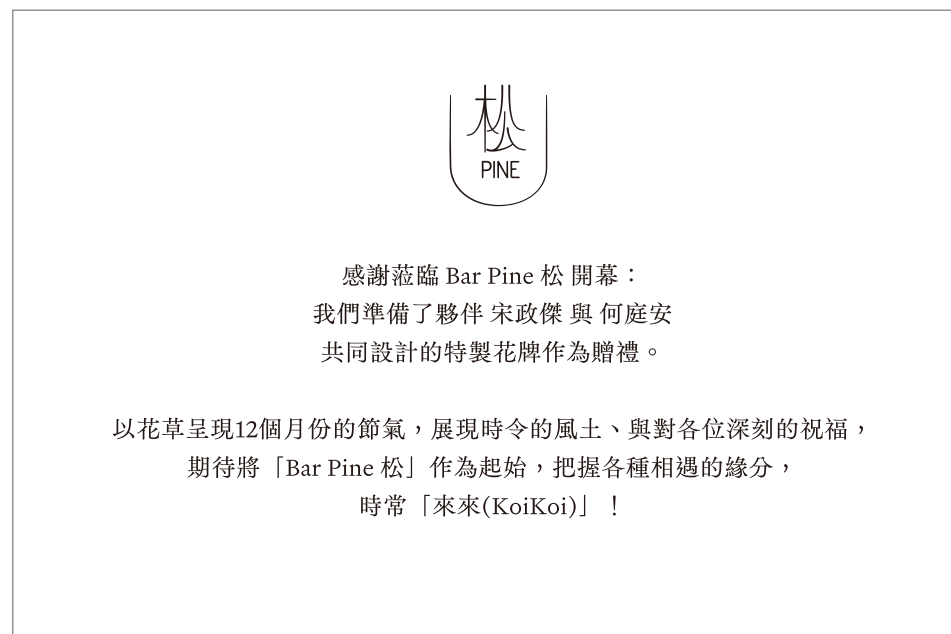 松
PINE
感謝蒞臨 Bar Pine 松 開幕：
我們準備了夥伴 宋政傑 與 何庭安
共同設計的特製花牌作為贈禮。
以花草呈現12個月份的節氣，展現時令的風土、與對各位深刻的祝福，
期待將「Bar Pine 松」作為起始，把握各種相遇的緣分，
時常「來來(KoiKoi)」！